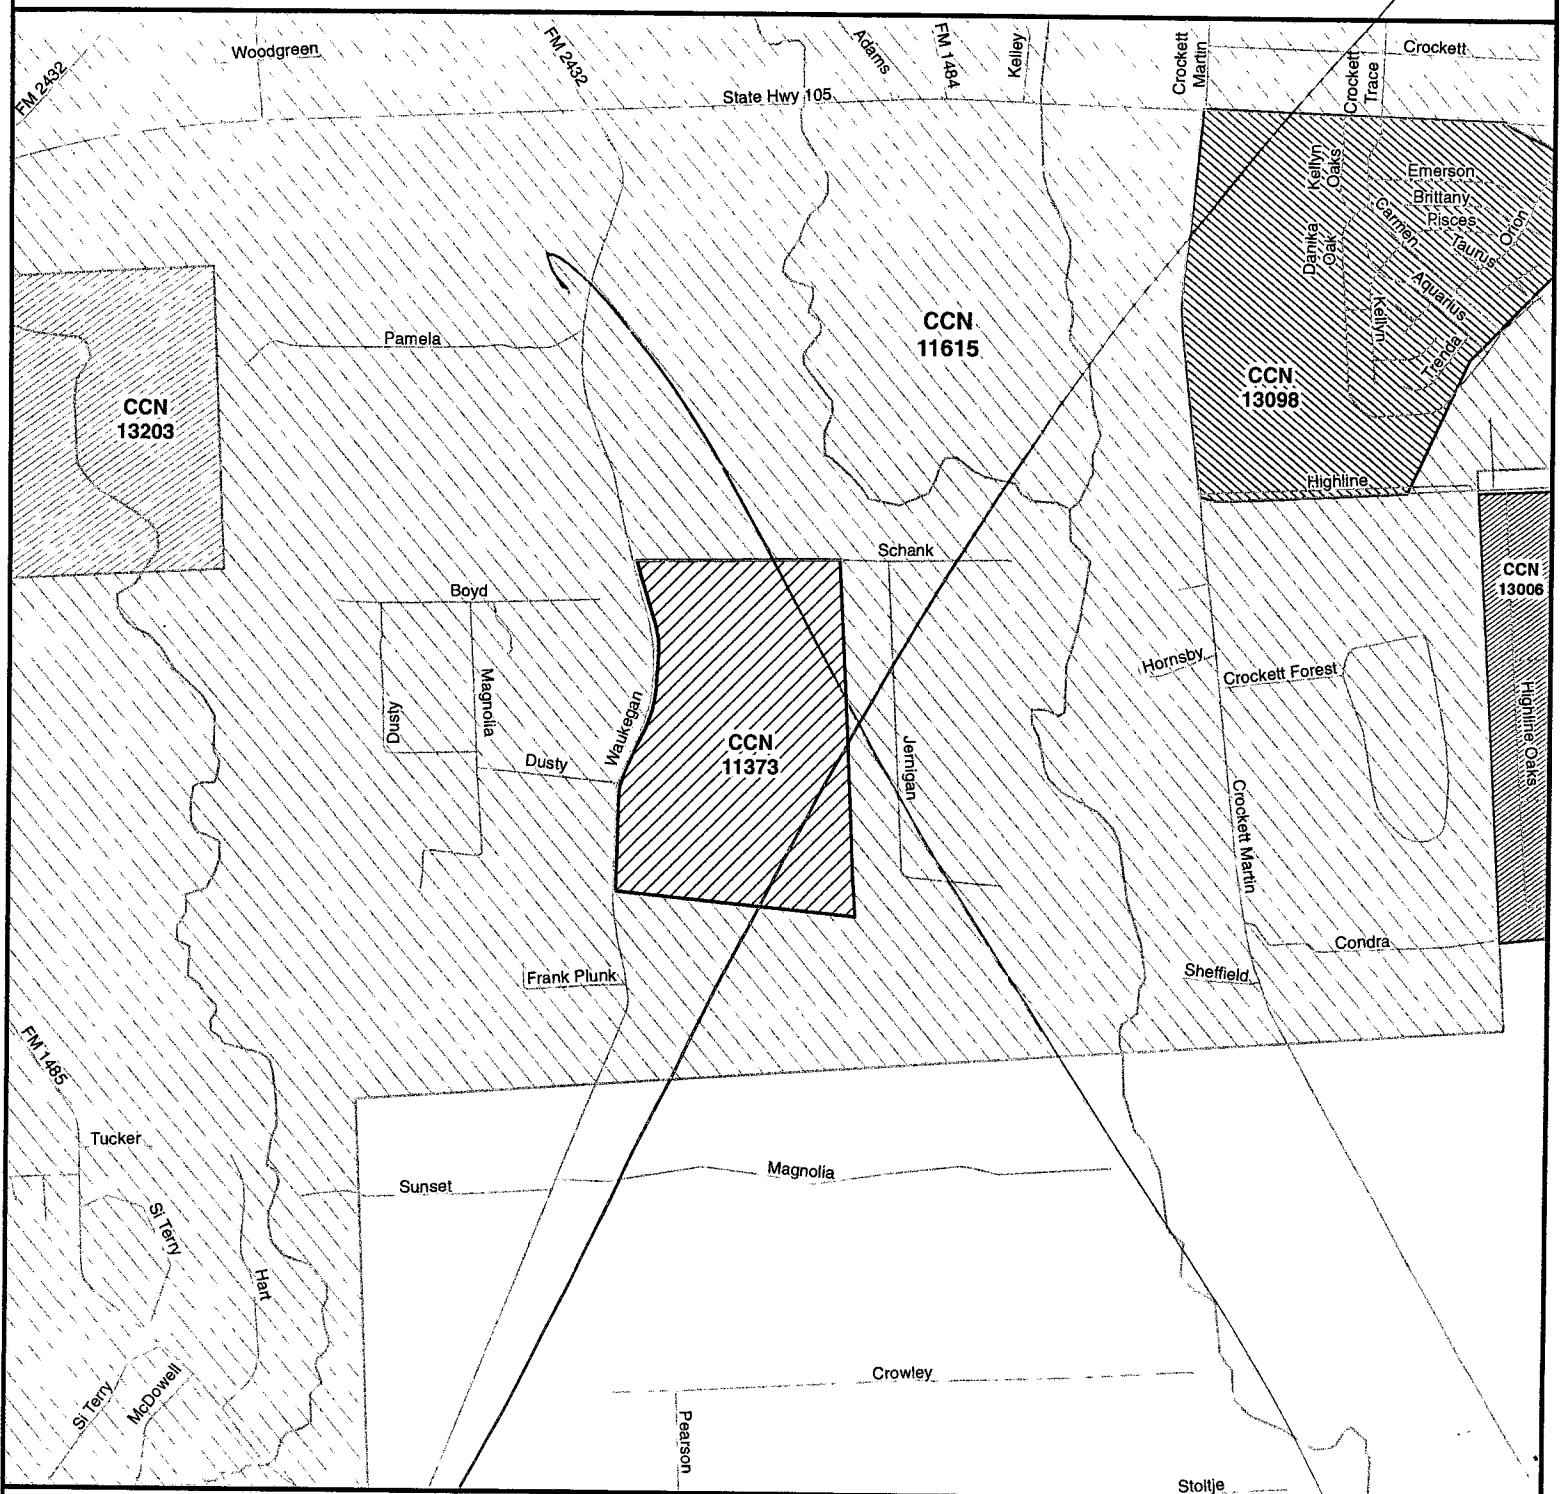 Woodgreen
FM 2432
FM 2432
State Hwy 105
Adams
FM 1484
Kelley
Crockett
Martin
Crockett
Trace
Crockett
Kellyn
Oaks
Emerson
Brittany
Pisces
Carmen
Taurus
Orion
Danika
Oak
Aquarius
Kellyn
Trenda
CCN
11615
CCN
13098
Pamela
CCN
13203
Highline
Schank
CCN
13006
Boyd
Hornsby
Crockett Forest
Magnolia
Dusty
Waukegan
Dusty
CCN
11373
Jernigan
Highline Oaks
Crockett Martin
Condra
Sheffield
Frank Plunk
FM 1485
Tucker
Magnolia
Sunset
Si Terry
Hart
Crowley
Si Terry
McDowell
Pearson
Stoltje